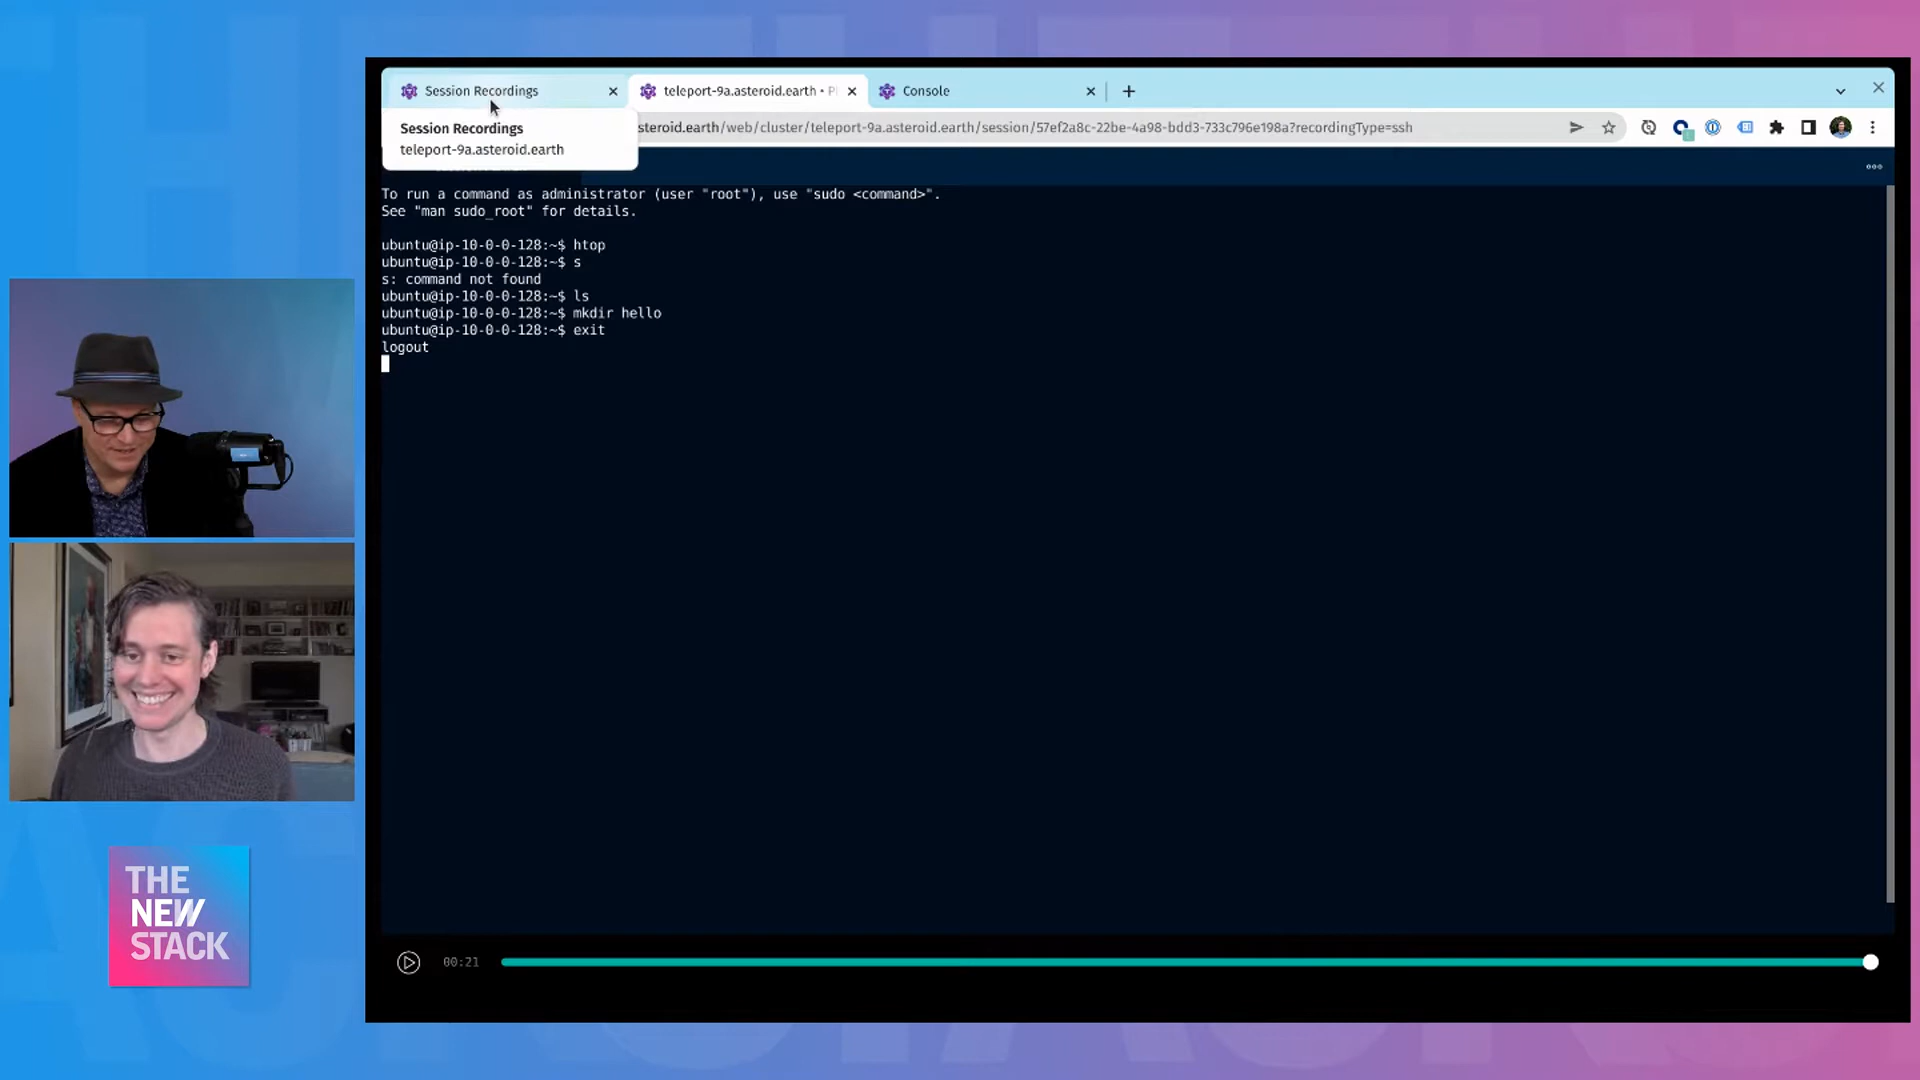 Session Recordings
teleport-9a.asteroid.earth • P
Console
Session Recordings
teleport-9a.asteroid.earth
steroid.earth/web/cluster/teleport-9a.asteroid.earth/session/57ef2a8c-22be-4a98-bdd3-733c796e198a?recordingType=ssh
To run a command as administrator (user "root"), use "sudo <command>".
See "man sudo_root" for details.
ubuntu@ip-10-0-0-128:~$ htop
ubuntu@ip-10-0-0-128:~$ s
s: command not found
ubuntu@ip-10-0-0-128:~$ ls
ubuntu@ip-10-0-0-128:~$ mkdir hello
ubuntu@ip-10-0-0-128:~$ exit
logout
00:21
THE
NEW
STACK